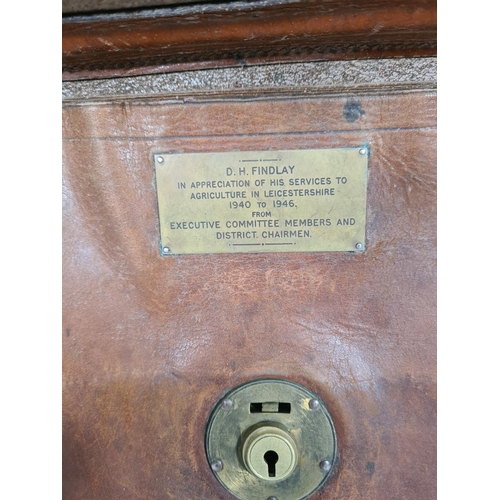 D. H. FINDLAY
IN APPRECIATION OF HIS SERVICES TO
AGRICULTURE IN LEICESTERSHIRE
1940 TO 1946,
FROM
EXECUTIVE COMMITTEE MEMBERS AND
DISTRICT CHAIRMEN.